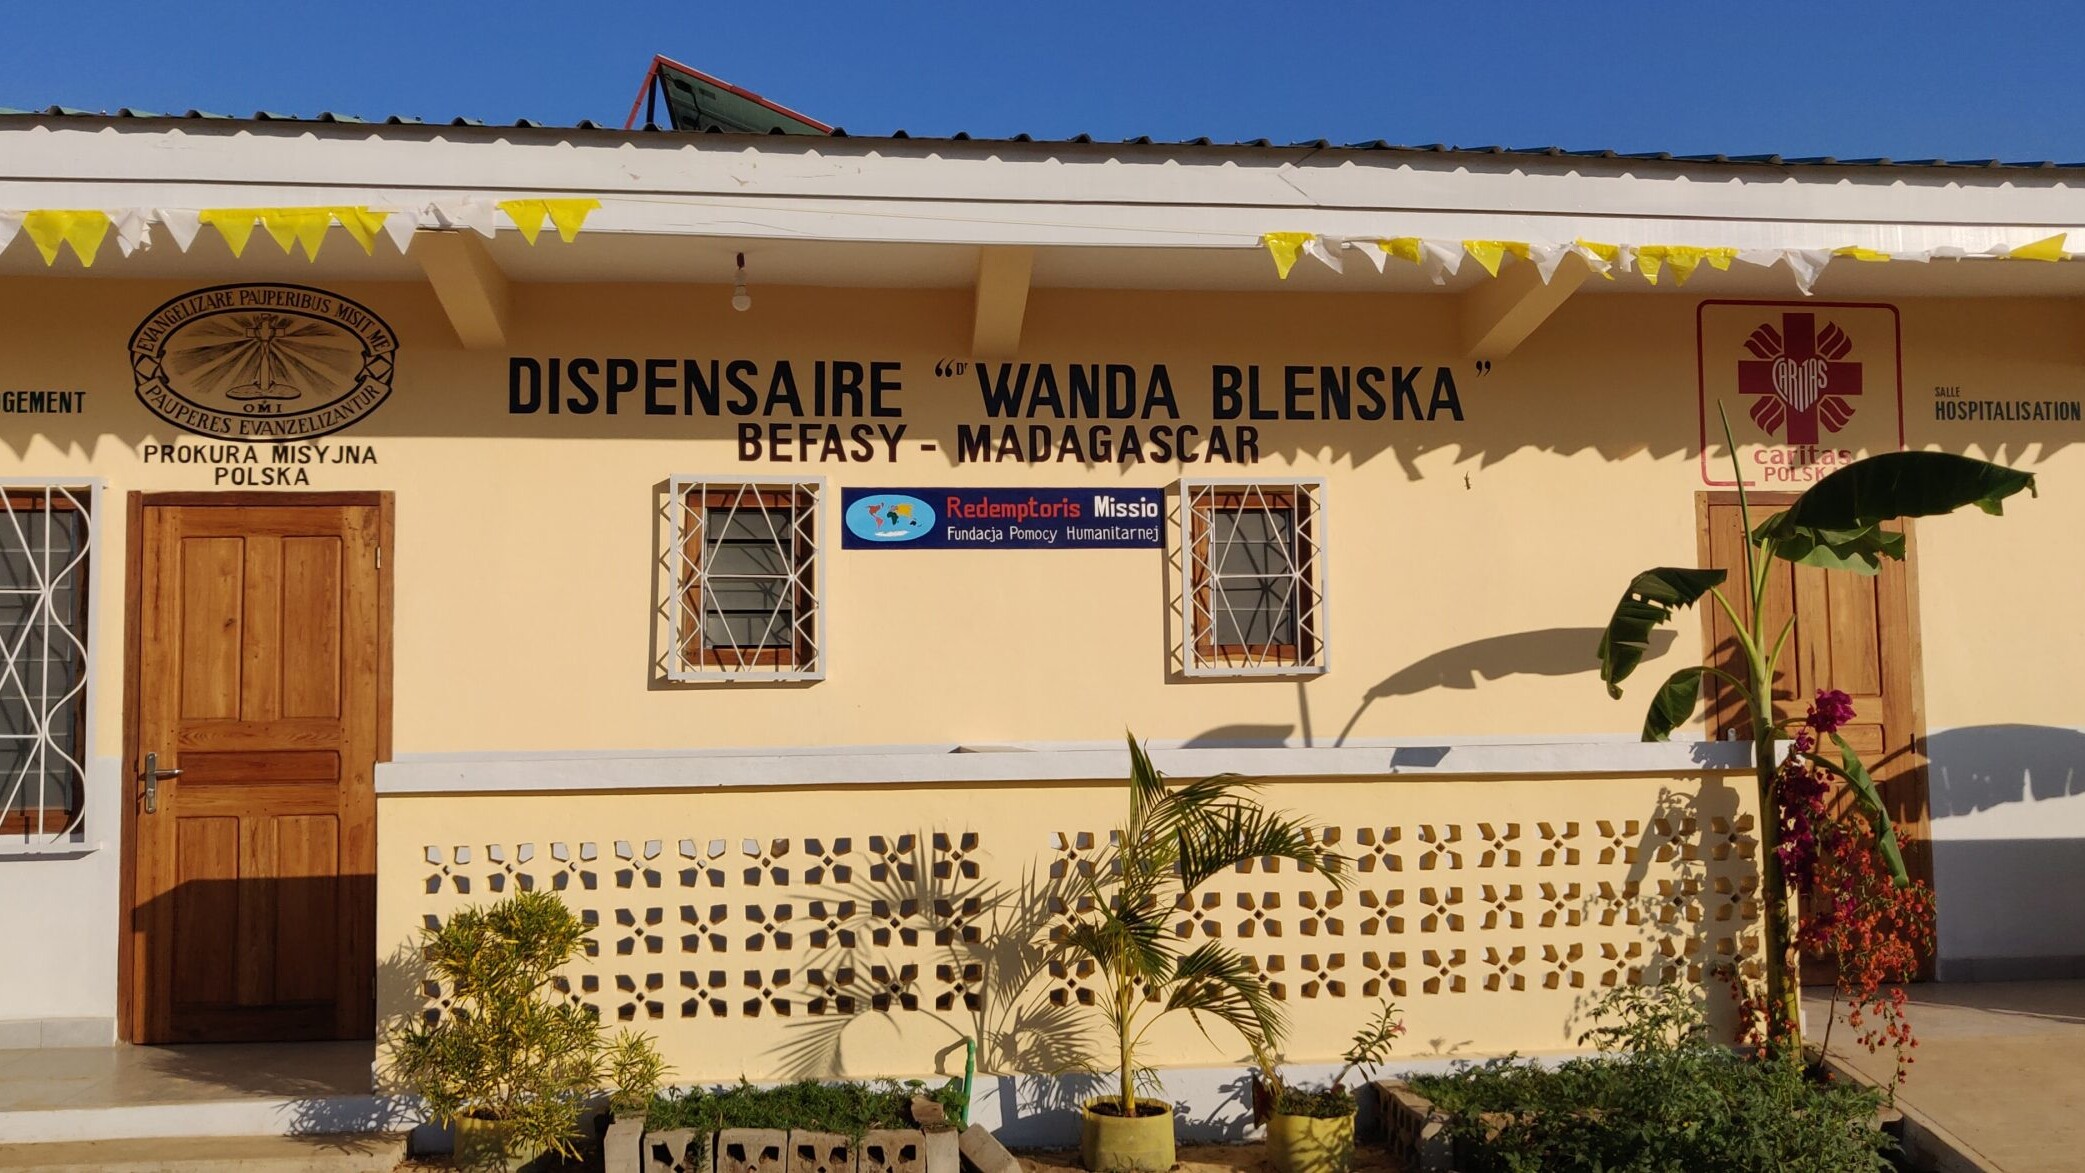 GEMENT
EVANGELIZARE PAUPERIBUS MISIT ME
OMI
PAUPERES EVANZELIZANTUR
PROKURA MISYJNA
POLSKA
DISPENSAIRE "Dr WANDA BLENSKA"
BEFASY - MADAGASCAR
Redemptoris Missio
Fundacja Pomocy Humanitarnej
CARITAS
caritas
POLSKA
SALLE
HOSPITALISATION